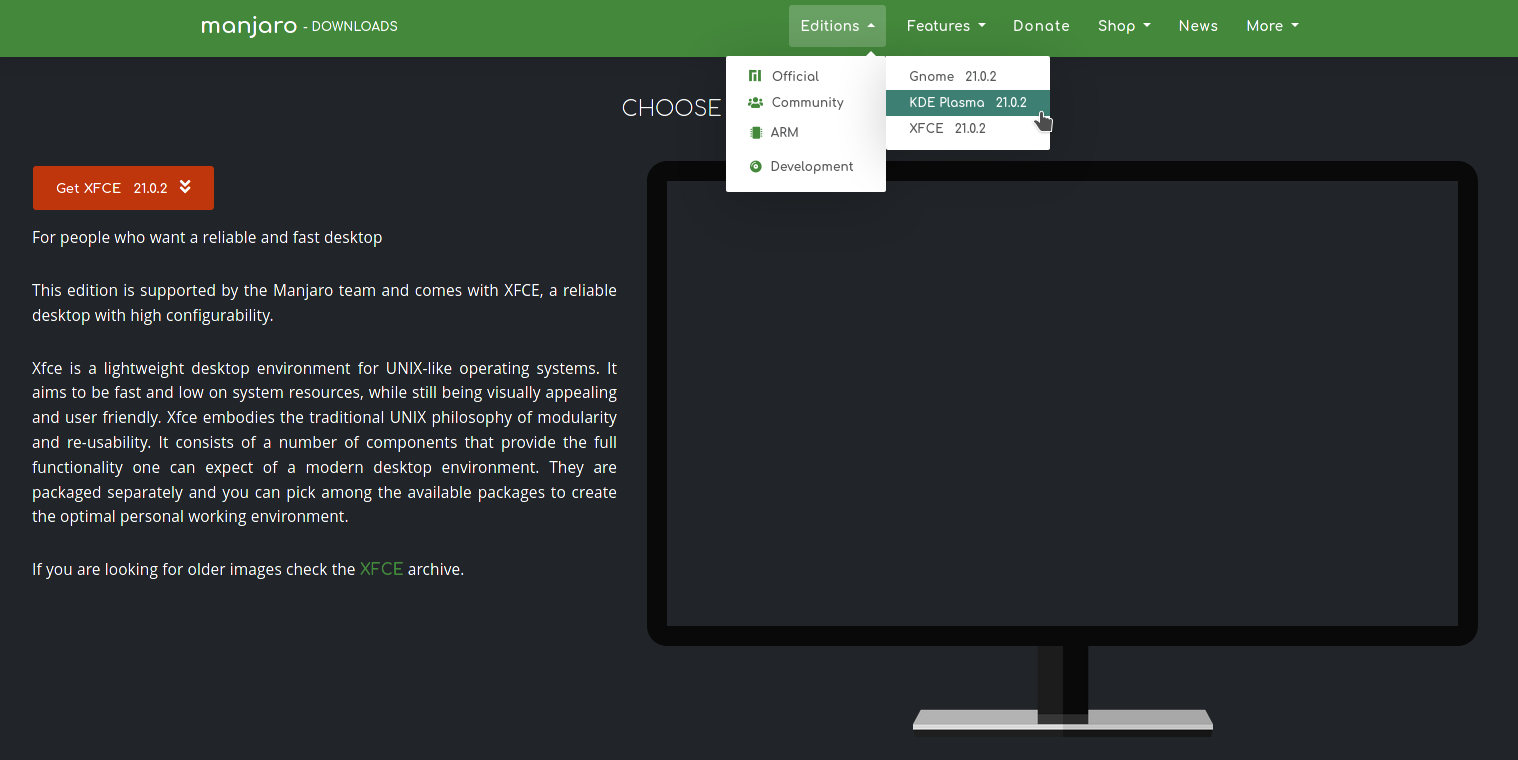 manjaro - DOWNLOADS
Editions Features Donate Shop News More
Official
Community
ARM
Development
Gnome 21.0.2
KDE Plasma 21.0.2
XFCE 21.0.2
CHOOSE
Get XFCE 21.0.2
For people who want a reliable and fast desktop
This edition is supported by the Manjaro team and comes with XFCE, a reliable
desktop with high configurability.
Xfce is a lightweight desktop environment for UNIX-like operating systems. It
aims to be fast and low on system resources, while still being visually appealing
and user friendly. Xfce embodies the traditional UNIX philosophy of modularity
and re-usability. It consists of a number of components that provide the full
functionality one can expect of a modern desktop environment. They are
packaged separately and you can pick among the available packages to create
the optimal personal working environment.
If you are looking for older images check the XFCE archive.